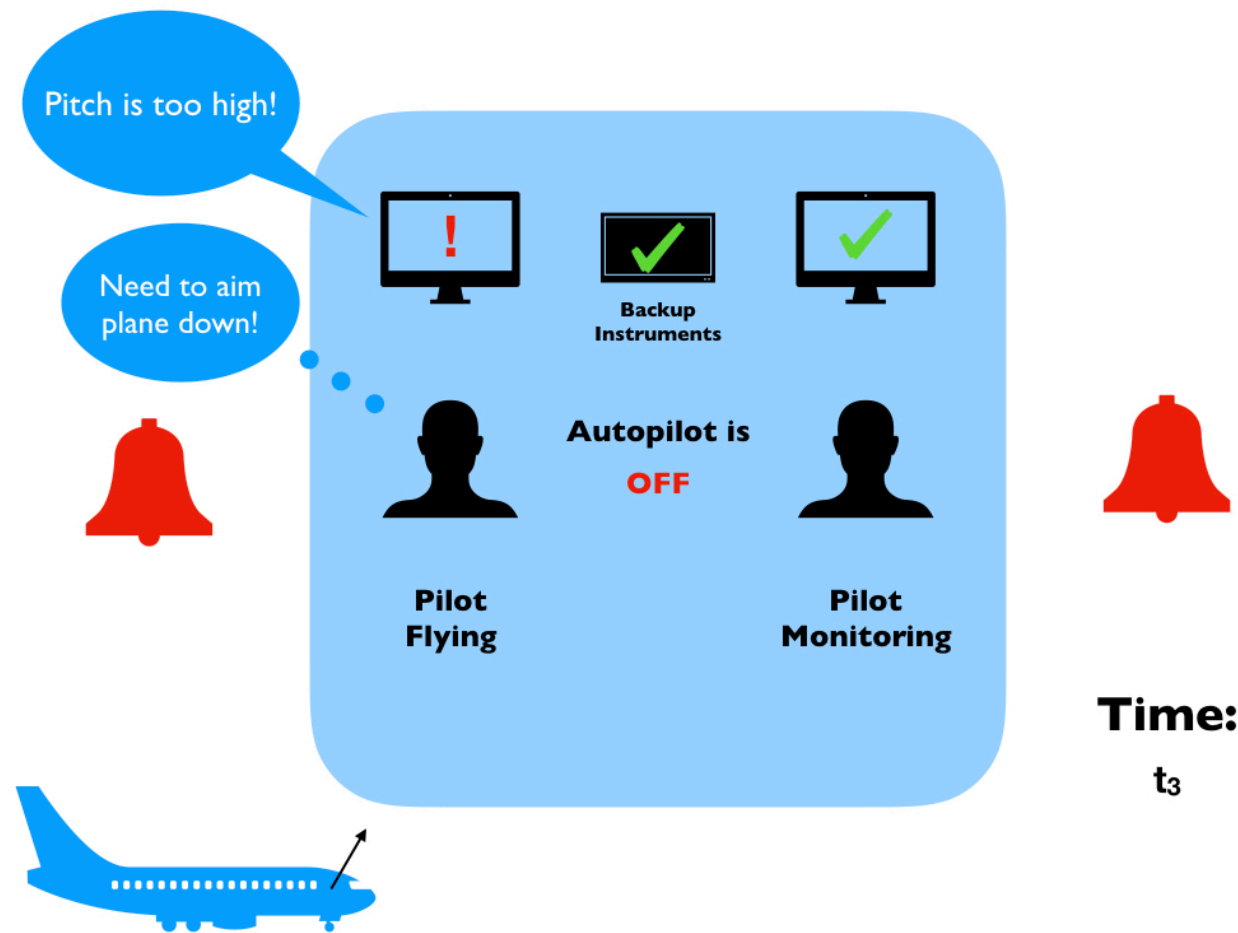 Pitch is too high!
Need to aim
plane down!
!
Backup
Instruments
Autopilot is
OFF
Pilot
Flying
Pilot
Monitoring
Time:
t₃